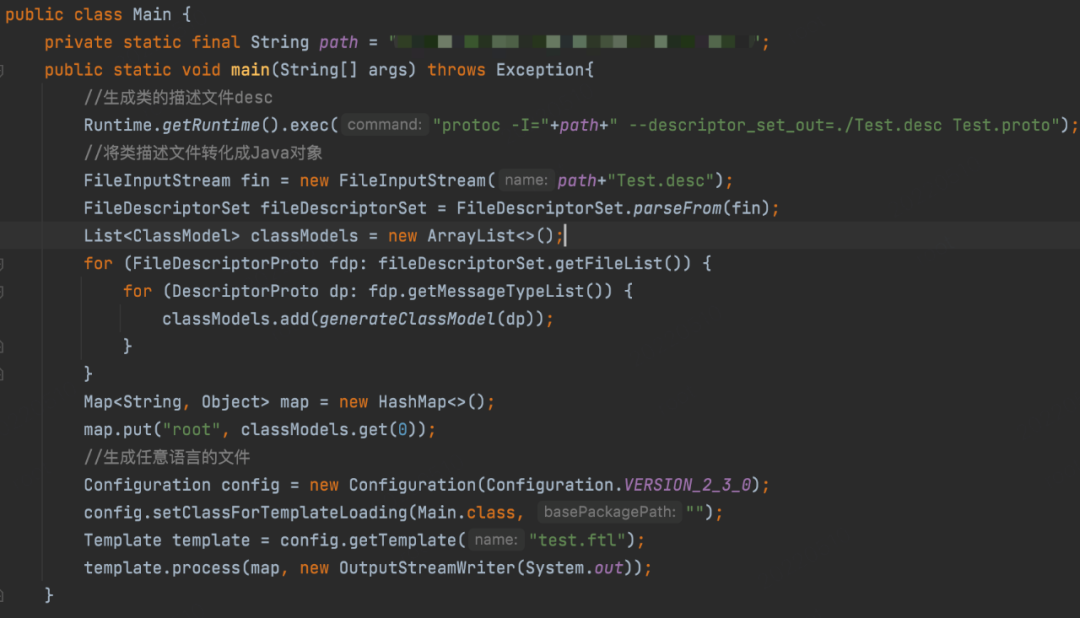 public class Main {
    private static final String path = "";
    public static void main(String[] args) throws Exception{
        //生成类的描述文件desc
        Runtime.getRuntime().exec( command: "protoc -I="+path+" --descriptor_set_out=./Test.desc Test.proto");
        //将类描述文件转化成Java对象
        FileInputStream fin = new FileInputStream( name: path+"Test.desc");
        FileDescriptorSet fileDescriptorSet = FileDescriptorSet.parseFrom(fin);
        List<ClassModel> classModels = new ArrayList<>();
        for (FileDescriptorProto fdp: fileDescriptorSet.getFileList()) {
            for (DescriptorProto dp: fdp.getMessageTypeList()) {
                classModels.add(generateClassModel(dp));
            }
        }
        Map<String, Object> map = new HashMap<>();
        map.put("root", classModels.get(0));
        //生成任意语言的文件
        Configuration config = new Configuration(Configuration.VERSION_2_3_0);
        config.setClassForTemplateLoading(Main.class, basePackagePath: "");
        Template template = config.getTemplate( name: "test.ftl");
        template.process(map, new OutputStreamWriter(System.out));
    }